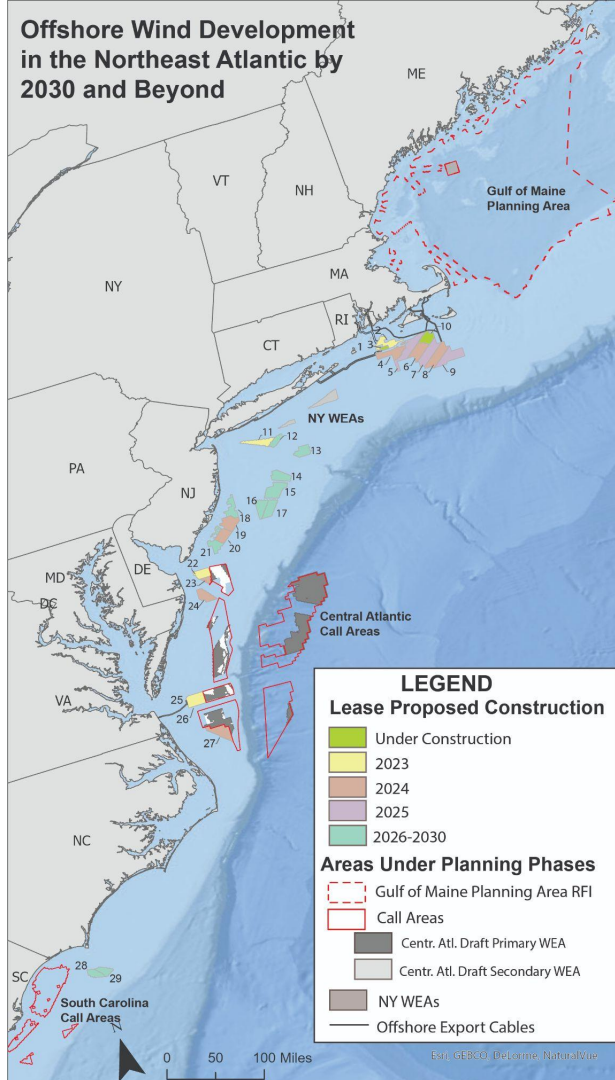 Offshore Wind Development
in the Northeast Atlantic by
2030 and Beyond
ME
VT
NH
Gulf of Maine
Planning Area
NY
MA
RI
CT
10
2
1
3
4
5
6
7
8
9
NY WEAs
PA
11
12
13
NJ
14
15
16
17
18
19
20
21
22
23
24
MD
DE
DC
Central Atlantic
Call Areas
VA
25
26
27
NC
SC
28
29
South Carolina
Call Areas
N
0 50 100 Miles
LEGEND
Lease Proposed Construction
Under Construction
2023
2024
2025
2026-2030
Areas Under Planning Phases
Gulf of Maine Planning Area RFI
Call Areas
Centr. Atl. Draft Primary WEA
Centr. Atl. Draft Secondary WEA
NY WEAs
Offshore Export Cables
Esri, GEBCO, DeLorme, NaturalVue